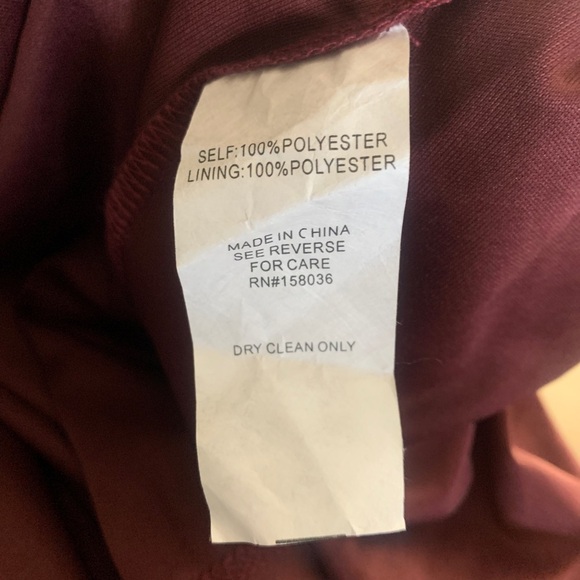 SELF:100%POLYESTER
LINING:100%POLYESTER
MADE IN CHINA
SEE REVERSE
FOR CARE
RN#158036
DRY CLEAN ONLY